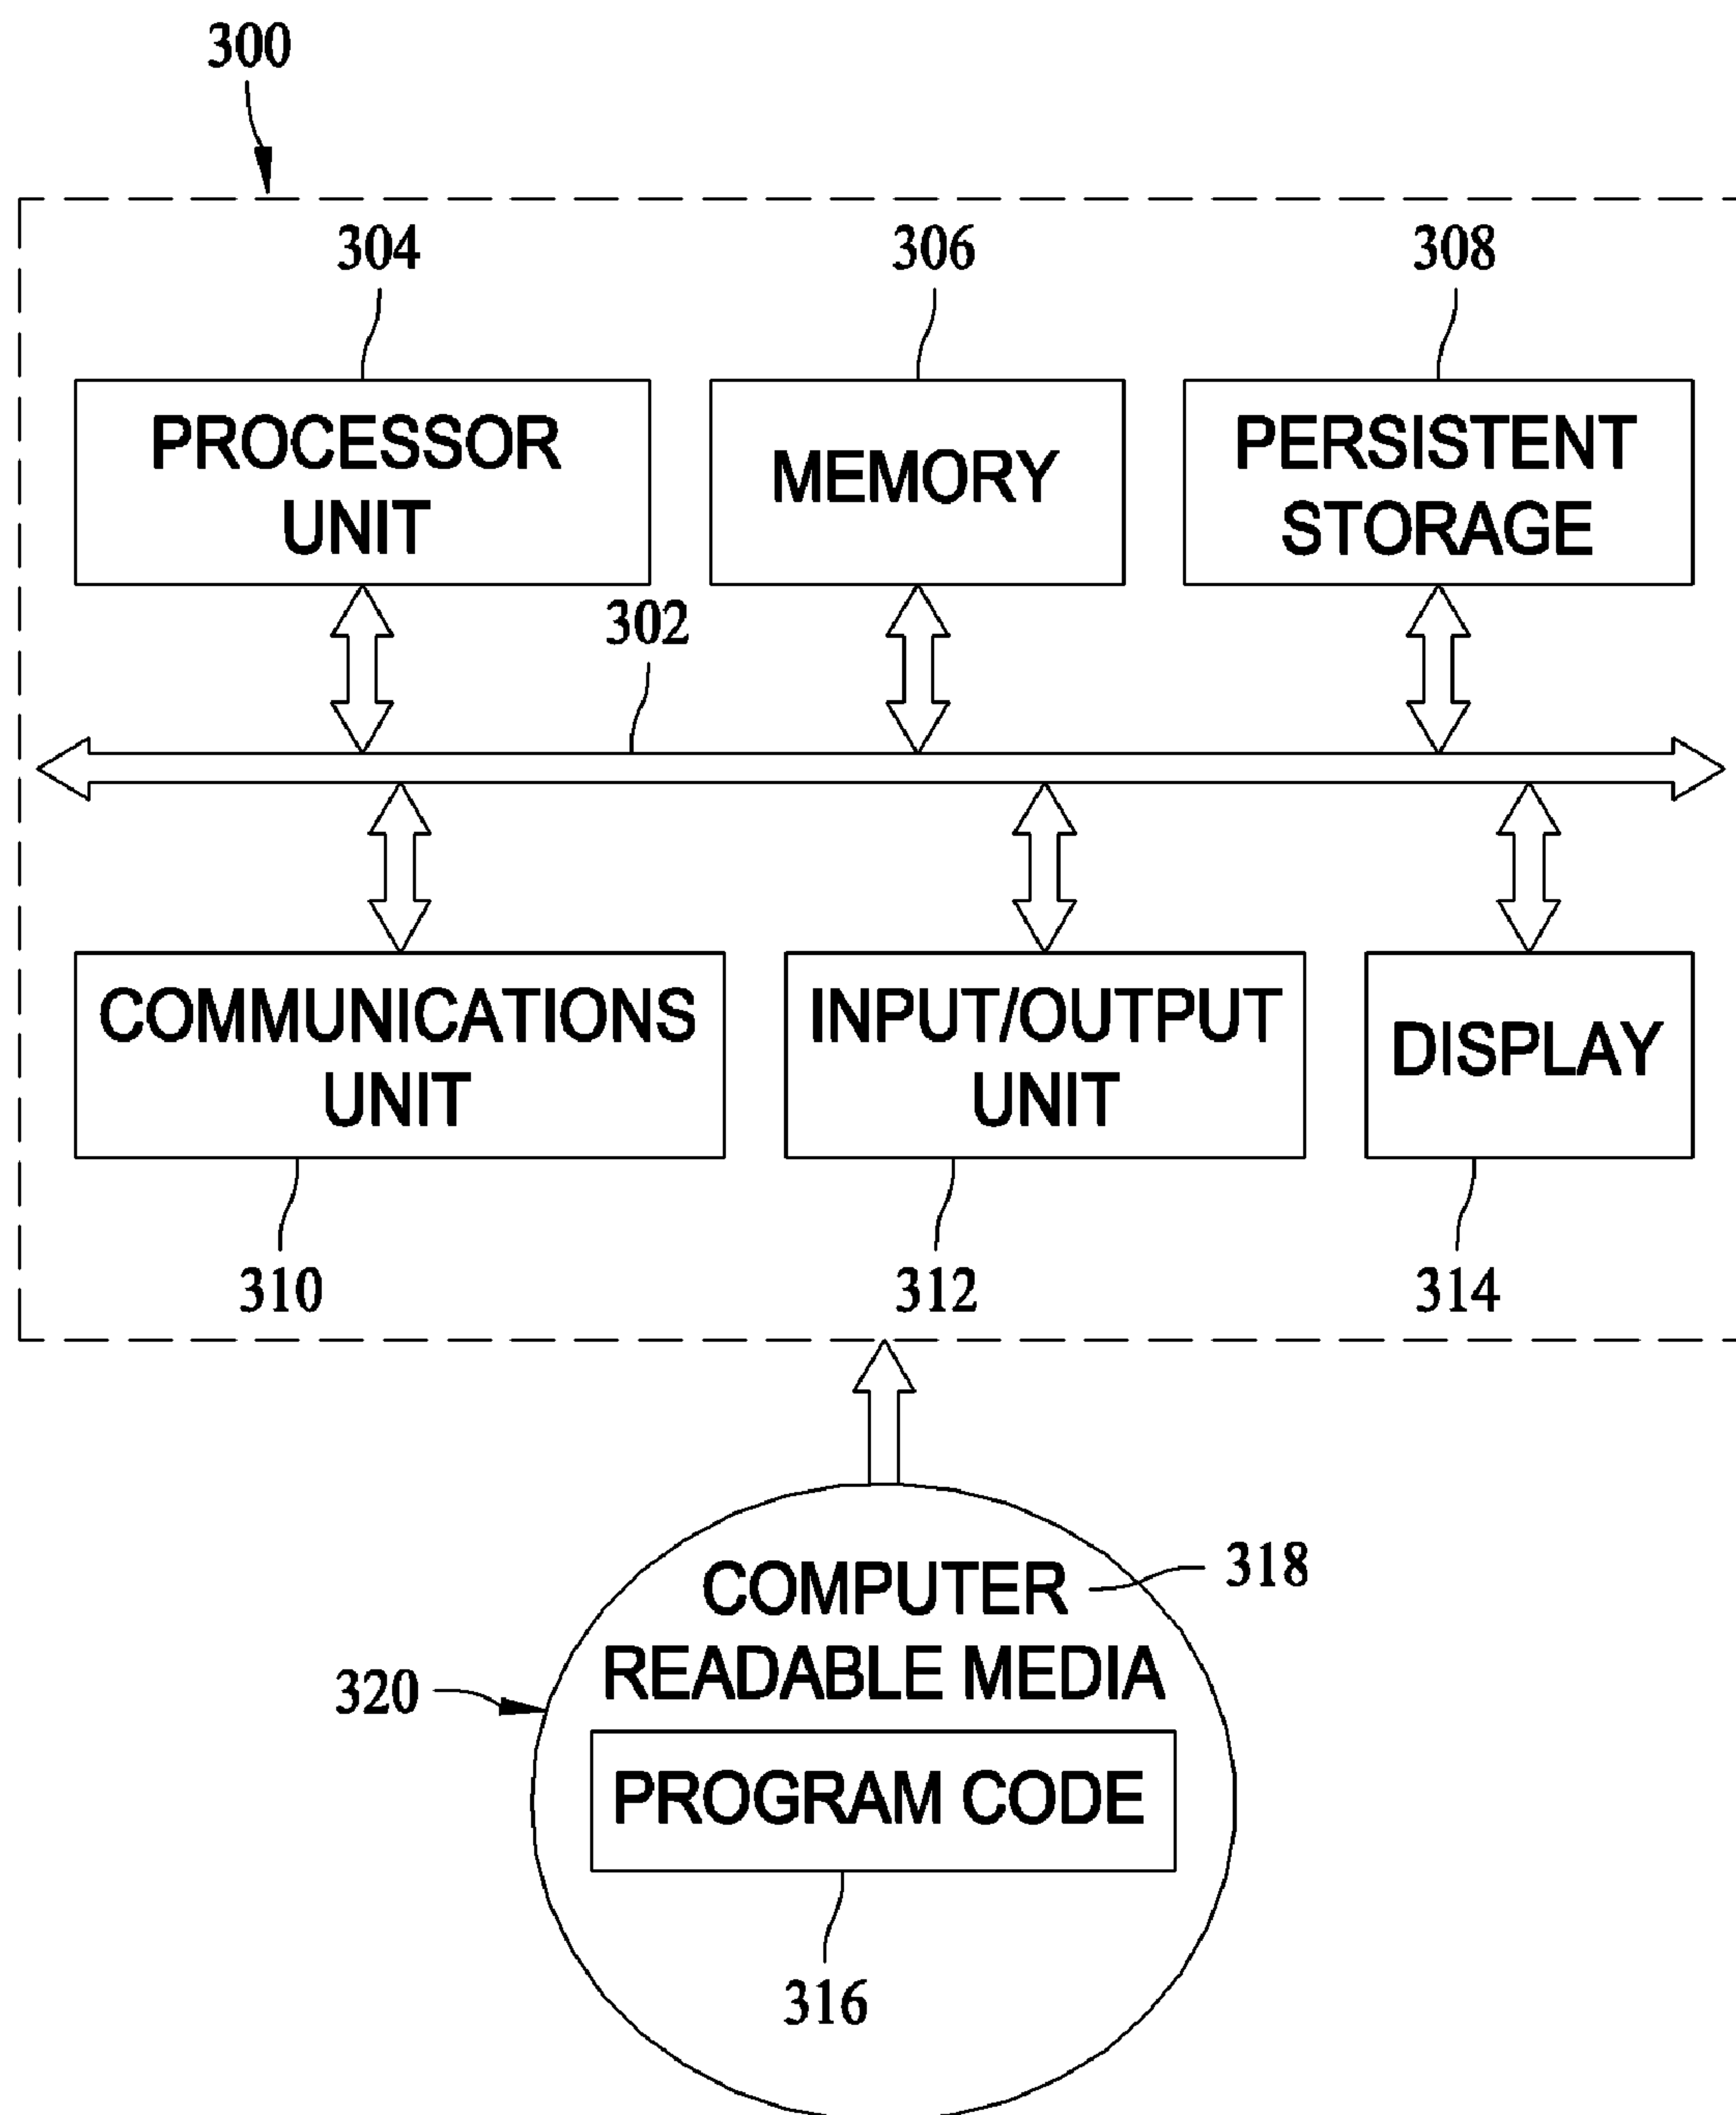 300
304
306
308
PROCESSOR
UNIT
MEMORY
PERSISTENT
STORAGE
302
COMMUNICATIONS
UNIT
INPUT/OUTPUT
UNIT
DISPLAY
310
312
314
COMPUTER
READABLE MEDIA
318
320
PROGRAM CODE
316